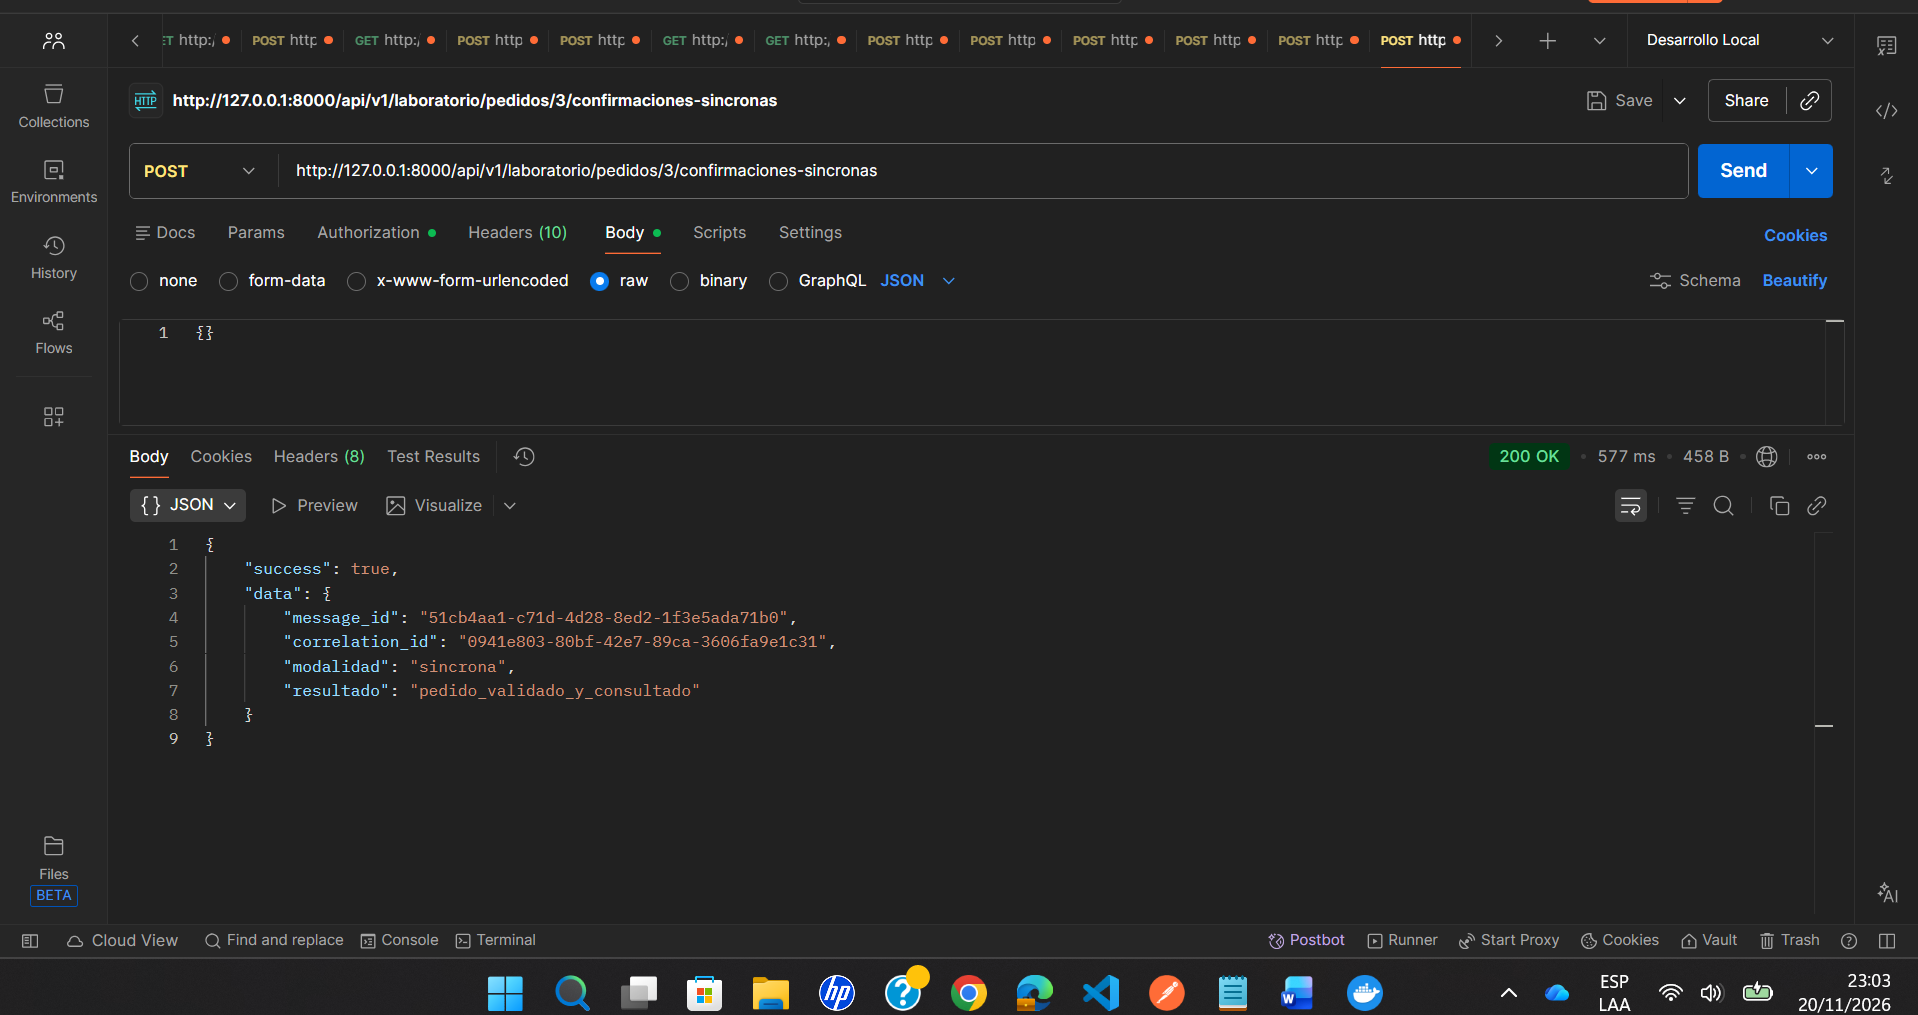 ET http:/
POST http
GET http:/
POST http
POST http
GET http:/
GET http:/
POST http
POST http
POST http
POST http
POST http
POST http
Desarrollo Local
HTTP
http://127.0.0.1:8000/api/v1/laboratorio/pedidos/3/confirmaciones-sincronas
Save
Share
Collections
Environments
History
Flows
Files
BETA
POST
http://127.0.0.1:8000/api/v1/laboratorio/pedidos/3/confirmaciones-sincronas
Send
Docs
Params
Authorization
Headers (10)
Body
Scripts
Settings
Cookies
none
form-data
x-www-form-urlencoded
raw
binary
GraphQL
JSON
Schema
Beautify
1 {}
Body
Cookies
Headers (8)
Test Results
200 OK
577 ms
458 B
{} JSON
Preview
Visualize
1 {
2 "success": true,
3 "data": {
4 "message_id": "51cb4aa1-c71d-4d28-8ed2-1f3e5ada71b0",
5 "correlation_id": "0941e803-80bf-42e7-89ca-3606fa9e1c31",
6 "modalidad": "sincrona",
7 "resultado": "pedido_validado_y_consultado"
8 }
9 }
AI
Cloud View
Find and replace
Console
Terminal
Postbot
Runner
Start Proxy
Cookies
Vault
Trash
hp
?
W
ESP
LAA
23:03
20/11/2026